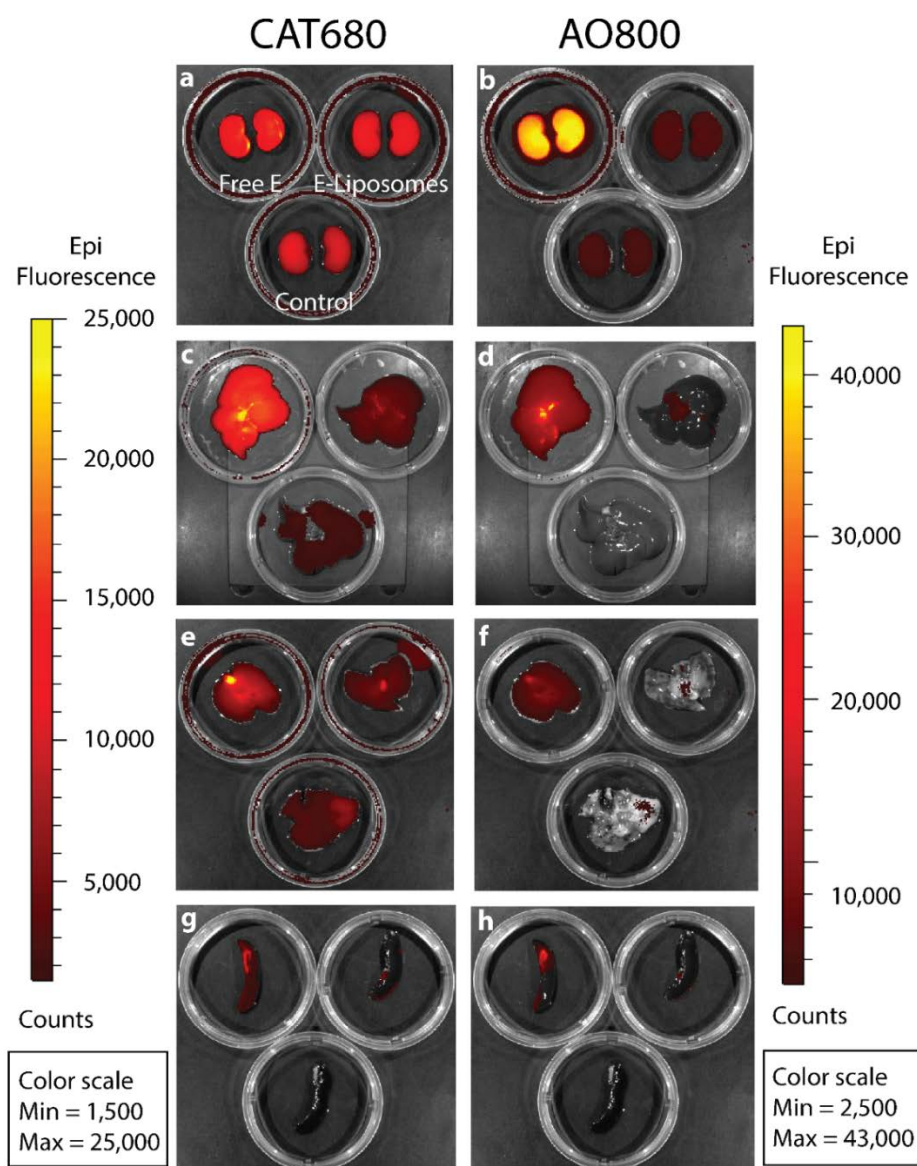 CAT680
AO800
a
b
Free E
E-Liposomes
Control
Epi
Fluorescence
25,000
20,000
15,000
10,000
5,000
Counts
Color scale
Min = 1,500
Max = 25,000
c
d
e
f
g
h
Epi
Fluorescence
40,000
30,000
20,000
10,000
Counts
Color scale
Min = 2,500
Max = 43,000